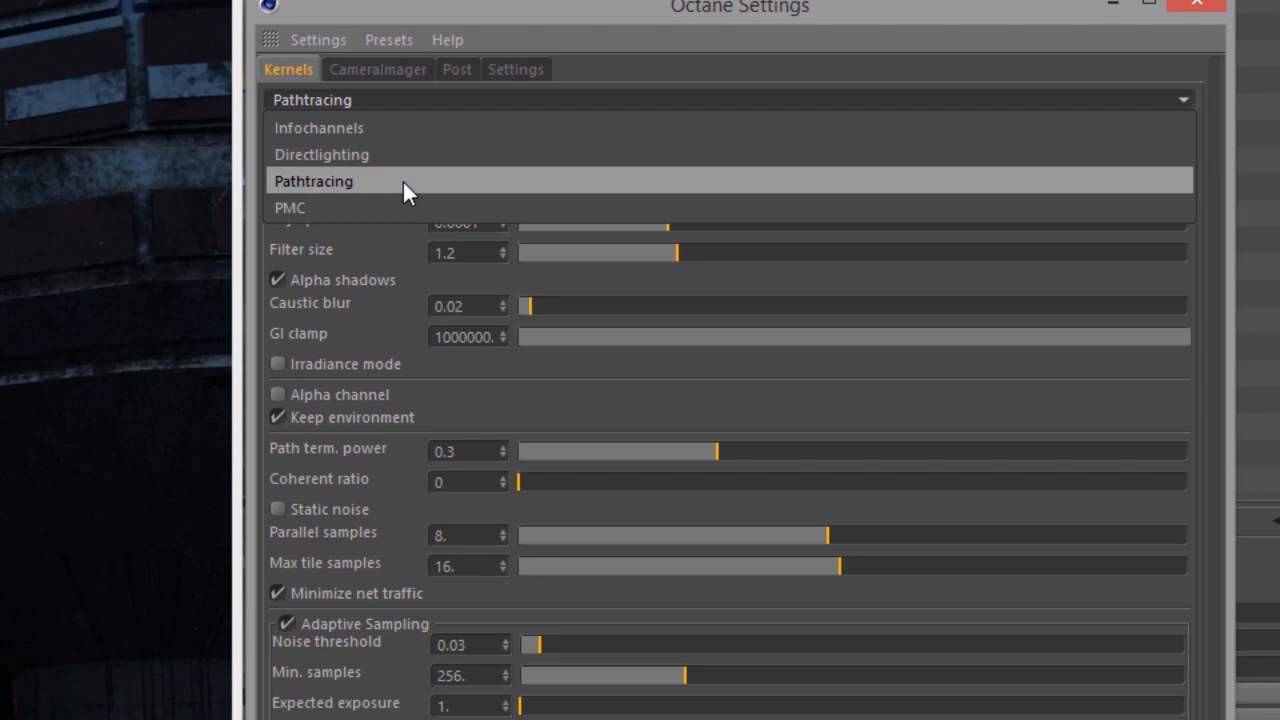 Octane Settings
Settings Presets Help
Kernels CameraImager Post Settings
Pathtracing
Infochannels
Directlighting
Pathtracing
PMC
Filter size 1.2
Alpha shadows
Caustic blur 0.02
GI clamp 1000000.
Irradiance mode
Alpha channel
Keep environment
Path term. power 0.3
Coherent ratio 0
Static noise
Parallel samples 8.
Max tile samples 16.
Minimize net traffic
Adaptive Sampling
Noise threshold 0.03
Min. samples 256.
Expected exposure 1.